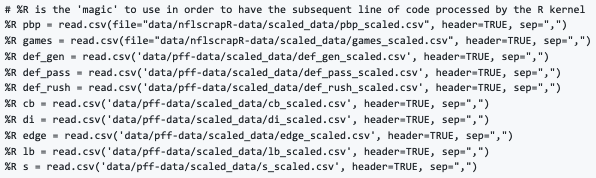 # %R is the 'magic' to use in order to have the subsequent line of code processed by the R kernel
%R pbp = read.csv(file="data/nflscrapR-data/scaled_data/pbp_scaled.csv", header=TRUE, sep=",")
%R games = read.csv(file="data/nflscrapR-data/scaled_data/games_scaled.csv", header=TRUE, sep=",")
%R def_gen = read.csv('data/pff-data/scaled_data/def_gen_scaled.csv', header=TRUE, sep=",")
%R def_pass = read.csv('data/pff-data/scaled_data/def_pass_scaled.csv', header=TRUE, sep=",")
%R def_rush = read.csv('data/pff-data/scaled_data/def_rush_scaled.csv', header=TRUE, sep=",")
%R cb = read.csv('data/pff-data/scaled_data/cb_scaled.csv', header=TRUE, sep=",")
%R di = read.csv('data/pff-data/scaled_data/di_scaled.csv', header=TRUE, sep=",")
%R edge = read.csv('data/pff-data/scaled_data/edge_scaled.csv', header=TRUE, sep=",")
%R lb = read.csv('data/pff-data/scaled_data/lb_scaled.csv', header=TRUE, sep=",")
%R s = read.csv('data/pff-data/scaled_data/s_scaled.csv', header=TRUE, sep=",")